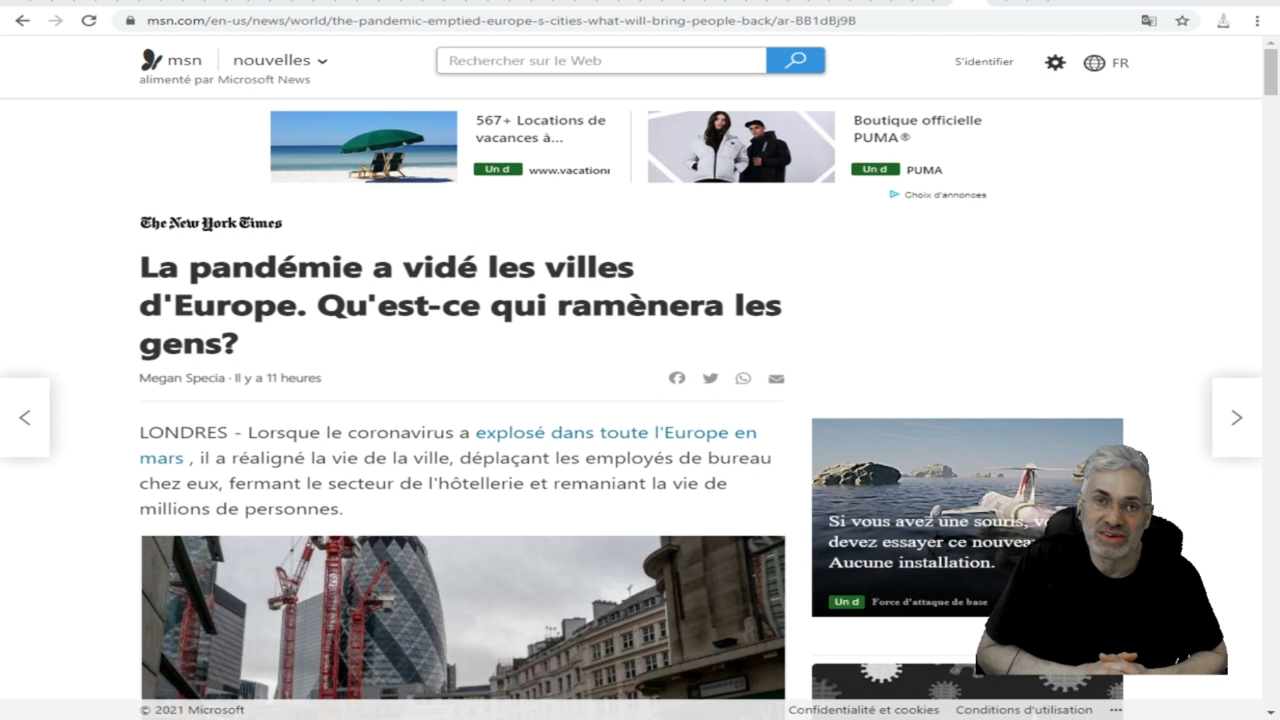 msn.com/en-us/news/world/the-pandemic-emptied-europe-s-cities-what-will-bring-people-back/ar-BB1dBj9B
msn
nouvelles
alimenté par Microsoft News
Rechercher sur le Web
S'identifier
FR
567+ Locations de
vacances à...
Un d www.vacation
Boutique officielle
PUMA®
Un d PUMA
Choix d'annonces
The New York Times
La pandémie a vidé les villes
d'Europe. Qu'est-ce qui ramènera les
gens?
Megan Specia - Il y a 11 heures
LONDRES - Lorsque le coronavirus a explosé dans toute l'Europe en
mars , il a réaligné la vie de la ville, déplaçant les employés de bureau
chez eux, fermant le secteur de l'hôtellerie et remaniant la vie de
millions de personnes.
Si vous avez une souris,
devez essayer ce
Aucune installation.
Un d Force d'attaque de base
© 2021 Microsoft
Confidentialité et cookies
Conditions d'utilisation
...